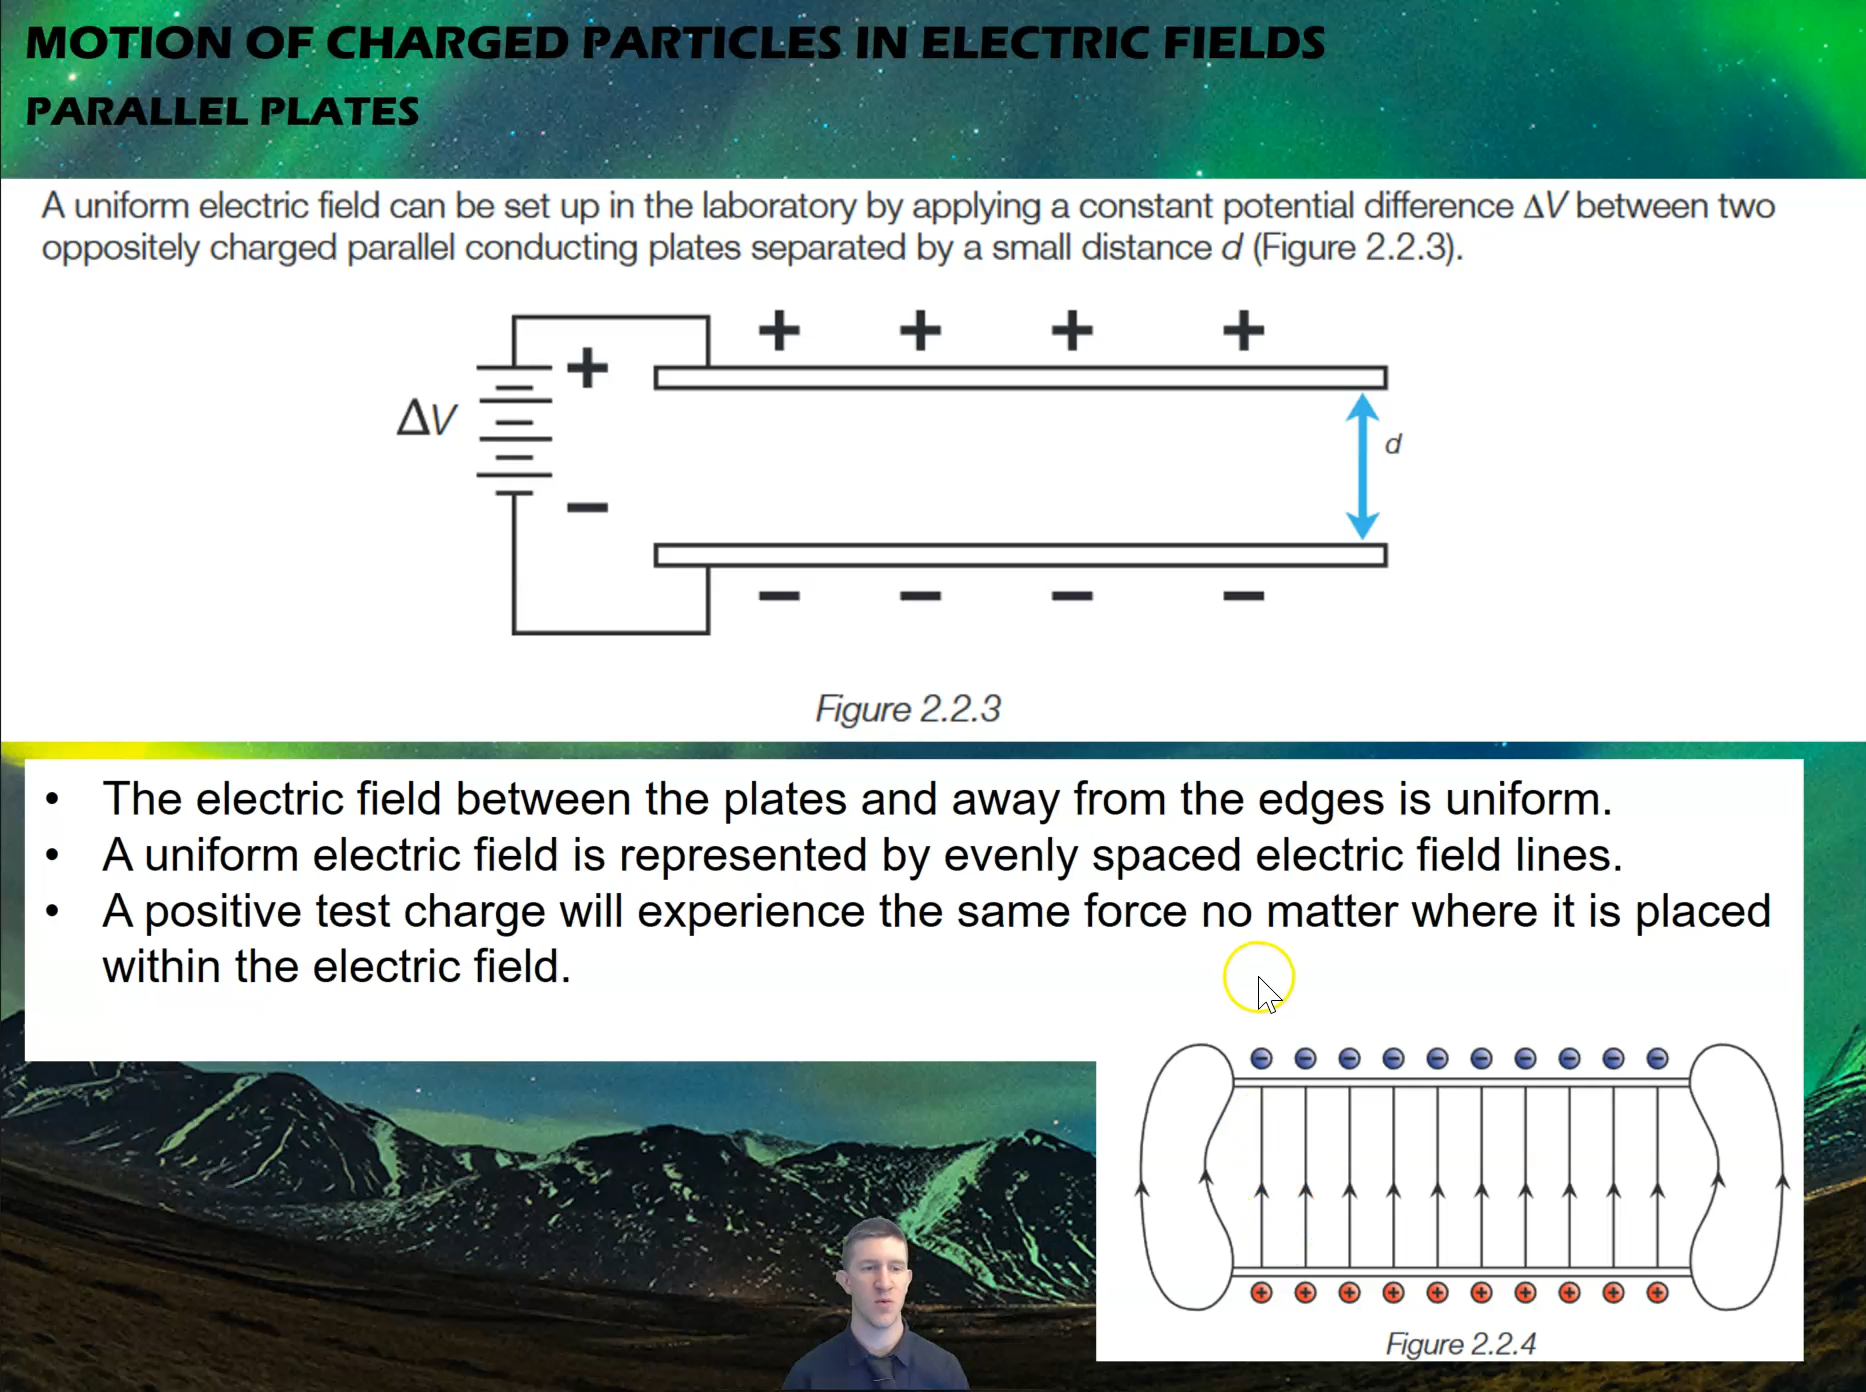 MOTION OF CHARGED PARTICLES IN ELECTRIC FIELDS
PARALLEL PLATES
A uniform electric field can be set up in the laboratory by applying a constant potential difference ΔV between two
oppositely charged parallel conducting plates separated by a small distance d (Figure 2.2.3).
+ + + +
+
ΔV
d
−
− − − −
Figure 2.2.3
• The electric field between the plates and away from the edges is uniform.
• A uniform electric field is represented by evenly spaced electric field lines.
• A positive test charge will experience the same force no matter where it is placed
within the electric field.
− − − − − − − − − −
+ + + + + + + + + +
Figure 2.2.4